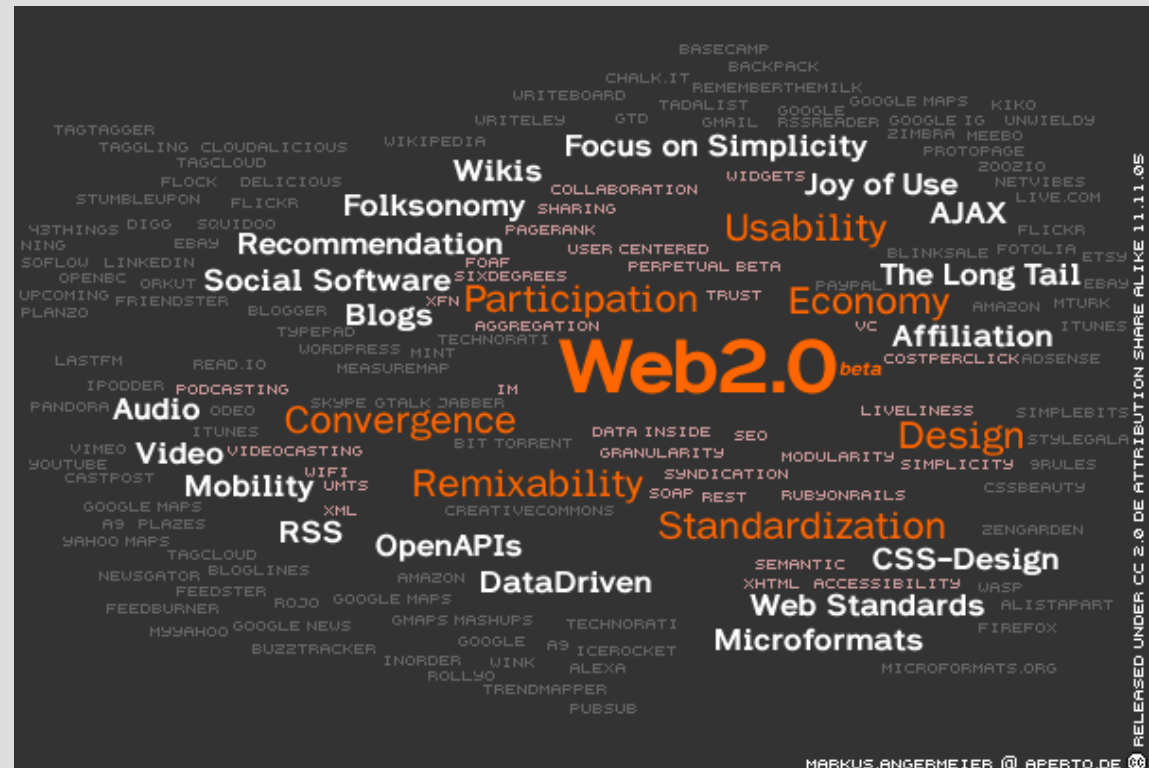 BASECAMP
BACKPACK
CHALK.IT REMEMBERTHEMILK
WRITEBOARD TADALIST GOOGLE GOOGLE MAPS KIKO
WRITELEY GTD GMAIL RSSREADER GOOGLE IG UNWIELDY
TAGTAGGER WIKIPEDIA Focus on Simplicity ZIMBRA MEEBO
TAGGLING CLOUDALICIOUS PROTOPAGE
TAGCLOUD Wikis WIDGETS ZOOZIO
FLOCK DELICIOUS COLLABORATION Joy of Use NETVIBES
STUMBLEUPON FLICKR Folksonomy SHARING AJAX LIVE.COM
43THINGS DIGG SQUIDOO PAGERANK Usability FLICKR
NING EBAY Recommendation USER CENTERED BLINKSALE FOTOLIA ETSY
SOFLOW LINKEDIN FOAF PERPETUAL BETA
OPENBC ORKUT Social Software SIXDEGREES PAYPAL The Long Tail EBAY
UPCOMING FRIENDSTER XFN Participation TRUST Economy AMAZON MTURK
PLANZO BLOGGER Blogs
TYPEPAD AGGREGATION VC Affiliation ITUNES
WORDPRESS MINT TECHNORATI
LASTFM READ.IO MEASUREMAP Web2.0 beta COSTPERCLICK ADSENSE
IPODDER PODCASTING IM
PANDORA Audio ODEO SKYPE GTALK JABBER LIVELINESS SIMPLEBITS
ITUNES Convergence DATA INSIDE SEO Design STYLEGALA
VIMEO Video VIDEOCASTING BIT TORRENT GRANULARITY MODULARITY SIMPLICITY 9RULES
YOUTUBE
CASTPOST Mobility WIFI UMTS Remixability SYNDICATION CSSBEAUTY
SOAP REST RUBYONRAILS
GOOGLE MAPS XML CREATIVECOMMONS
A9 PLAZES RSS Standardization ZENGARDEN
YAHOO MAPS OpenAPIs
TAGCLOUD SEMANTIC CSS-Design
NEWSGATOR BLOGLINES AMAZON DataDriven XHTML ACCESSIBILITY WASP
FEEDSTER
FEEDBURNER ROJO GOOGLE MAPS Web Standards ALISTAPART
MYYAHOO GOOGLE NEWS GMAPS MASHUPS TECHNORATI FIREFOX
BUZZTRACKER GOOGLE A9 ICEROCKET Microformats
INORDER WINK ALEXA MICROFORMATS.ORG
ROLLYO
TRENDMAPPER
PUBSUB
MARKUS.ANGERMEIER @ APERTO.DE
RELEASED UNDER CC 2.0 DE ATTRIBUTION SHARE ALIKE 11.11.05